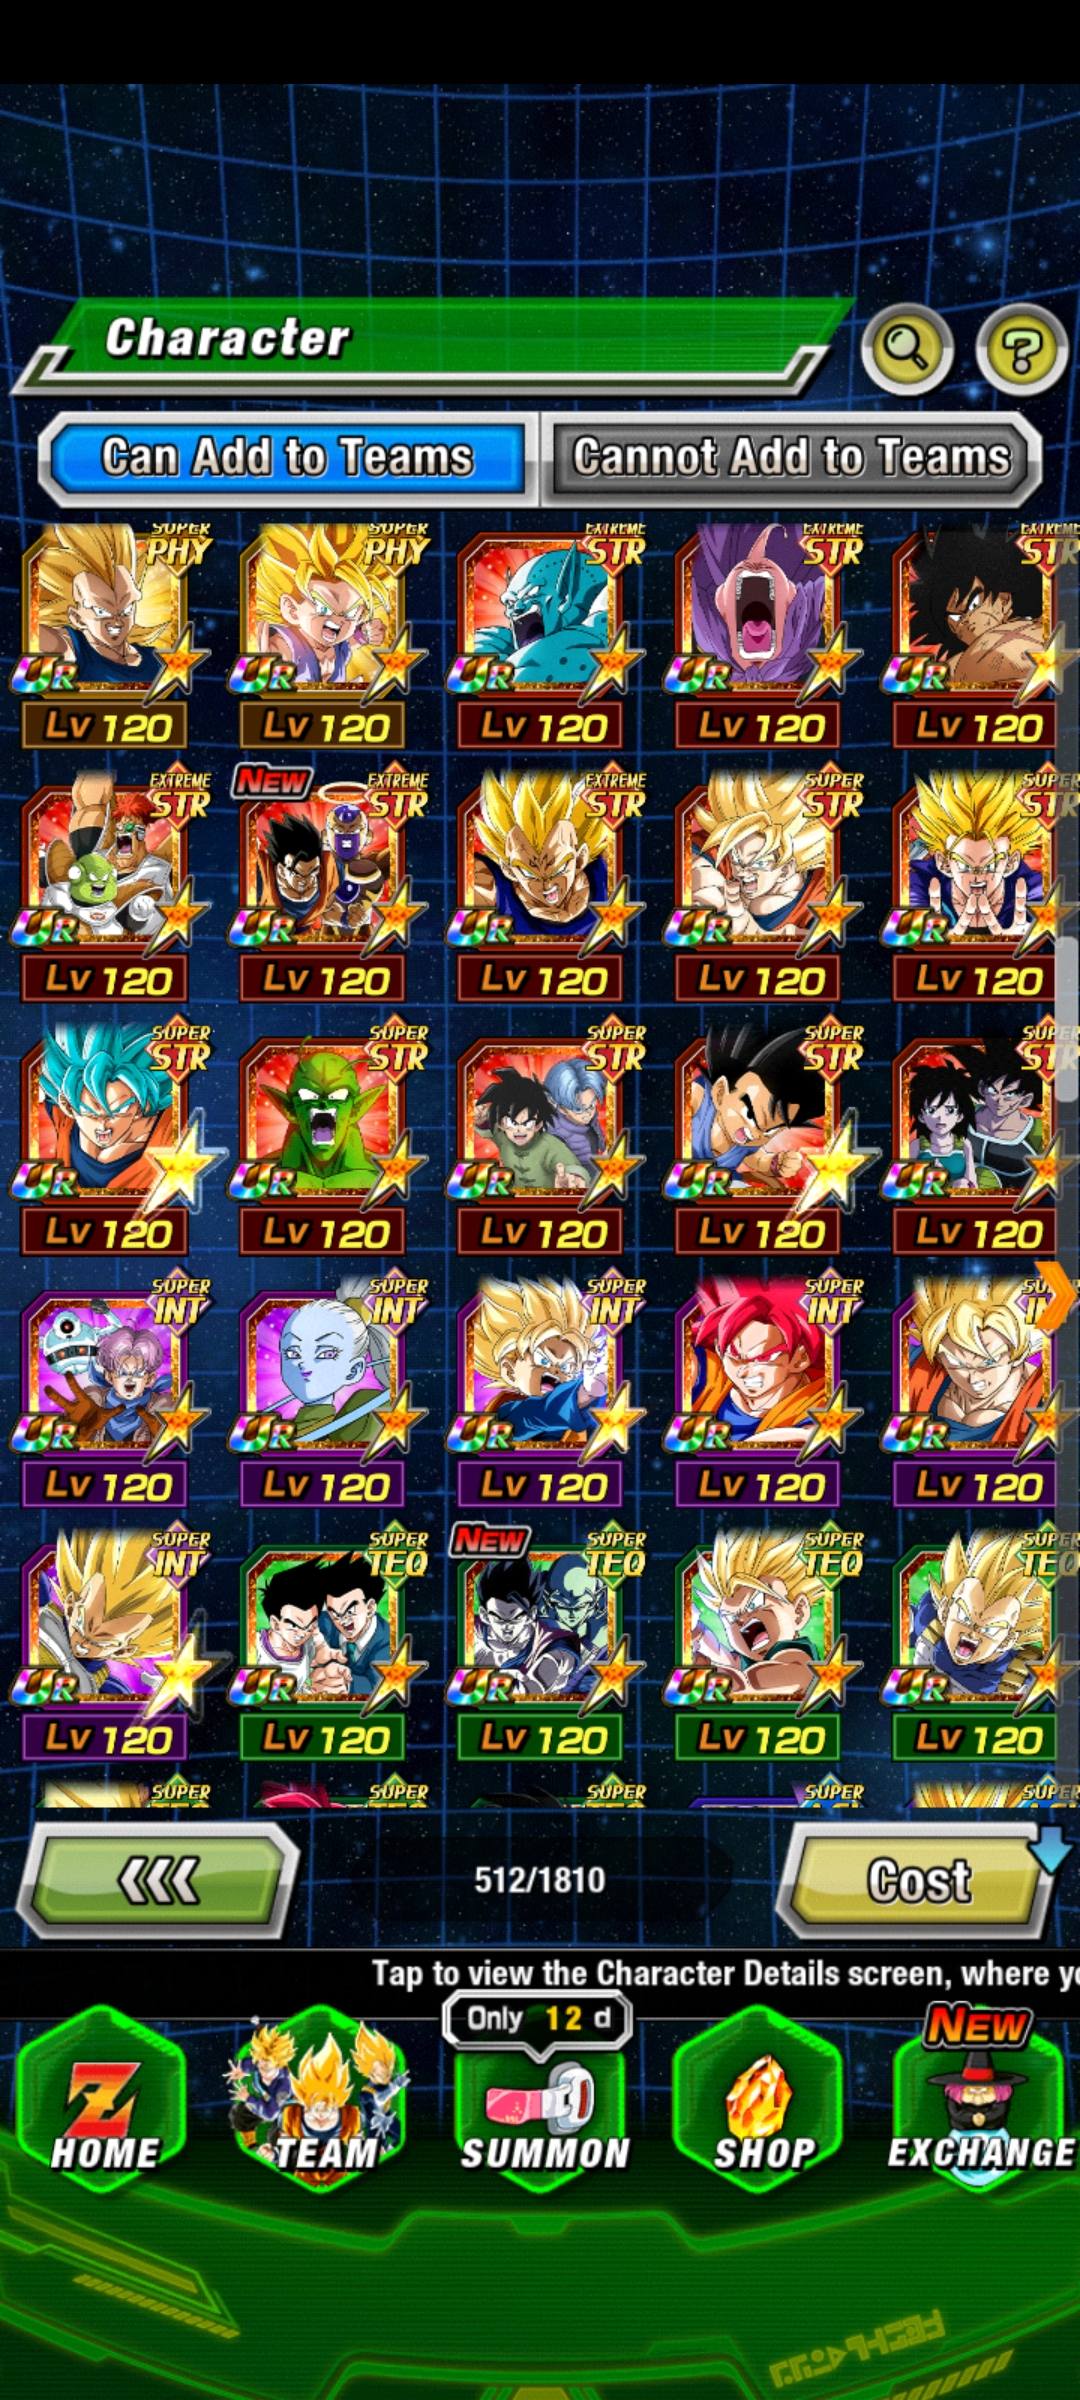 Character
Can Add to Teams Cannot Add to Teams
SUPER PHY SUPER PHY EXTREME STR EXTREME STR EXTREME STR
UR UR UR UR UR
Lv 120 Lv 120 Lv 120 Lv 120 Lv 120
EXTREME STR NEW EXTREME STR EXTREME STR SUPER STR SUPER STR
UR UR UR UR UR
Lv 120 Lv 120 Lv 120 Lv 120 Lv 120
SUPER STR SUPER STR SUPER STR SUPER STR SUPER STR
UR UR UR UR UR
Lv 120 Lv 120 Lv 120 Lv 120 Lv 120
SUPER INT SUPER INT SUPER INT SUPER INT SU IN
UR UR UR UR UR
Lv 120 Lv 120 Lv 120 Lv 120 Lv 120
SUPER INT SUPER TEQ NEW SUPER TEQ SUPER TEQ SUPER TEQ
UR UR UR UR UR
Lv 120 Lv 120 Lv 120 Lv 120 Lv 120
SUPER SUPER SUPER SUPER SUPER
512/1810 Cost
Tap to view the Character Details screen, where yo
Only 12 d NEW
HOME TEAM SUMMON SHOP EXCHANGE